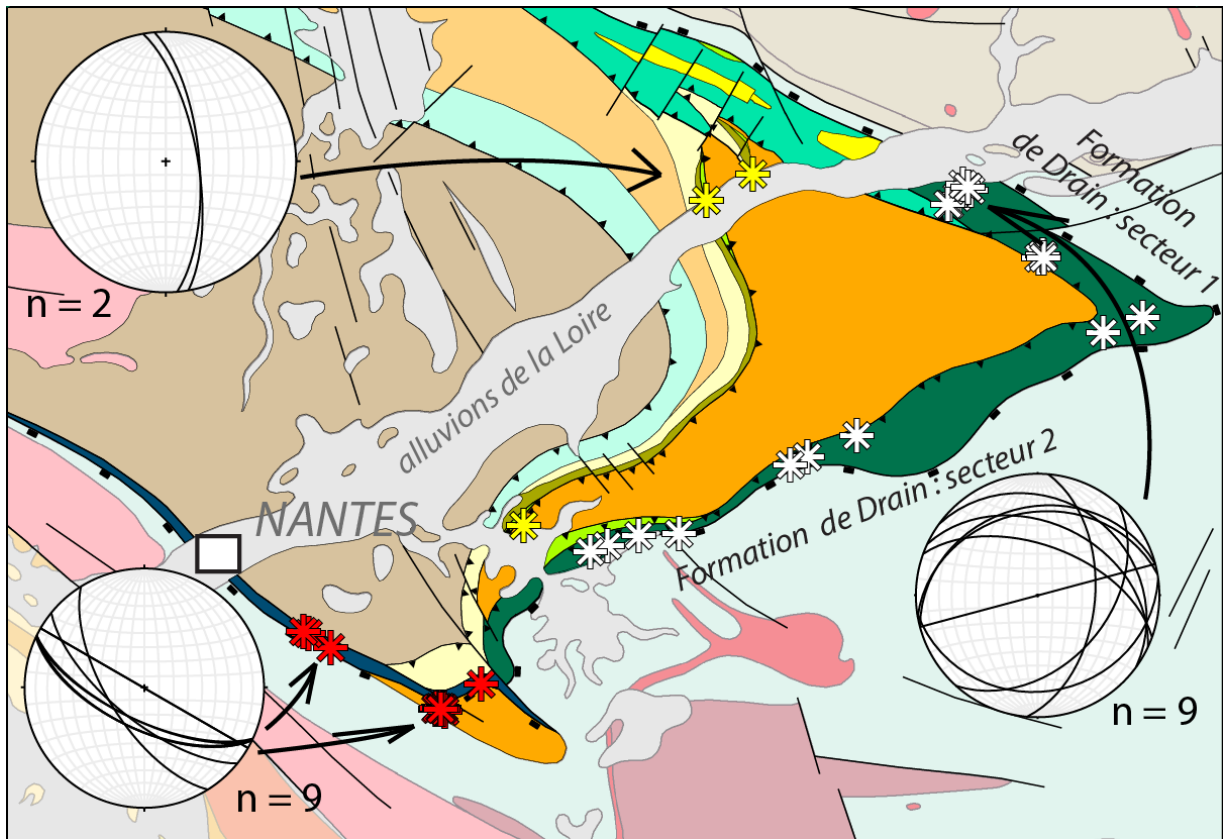 Formation
de Drain : secteur 1
n = 2
alluvions de la Loire
NANTES
Formation de Drain : secteur 2
n = 9
n = 9